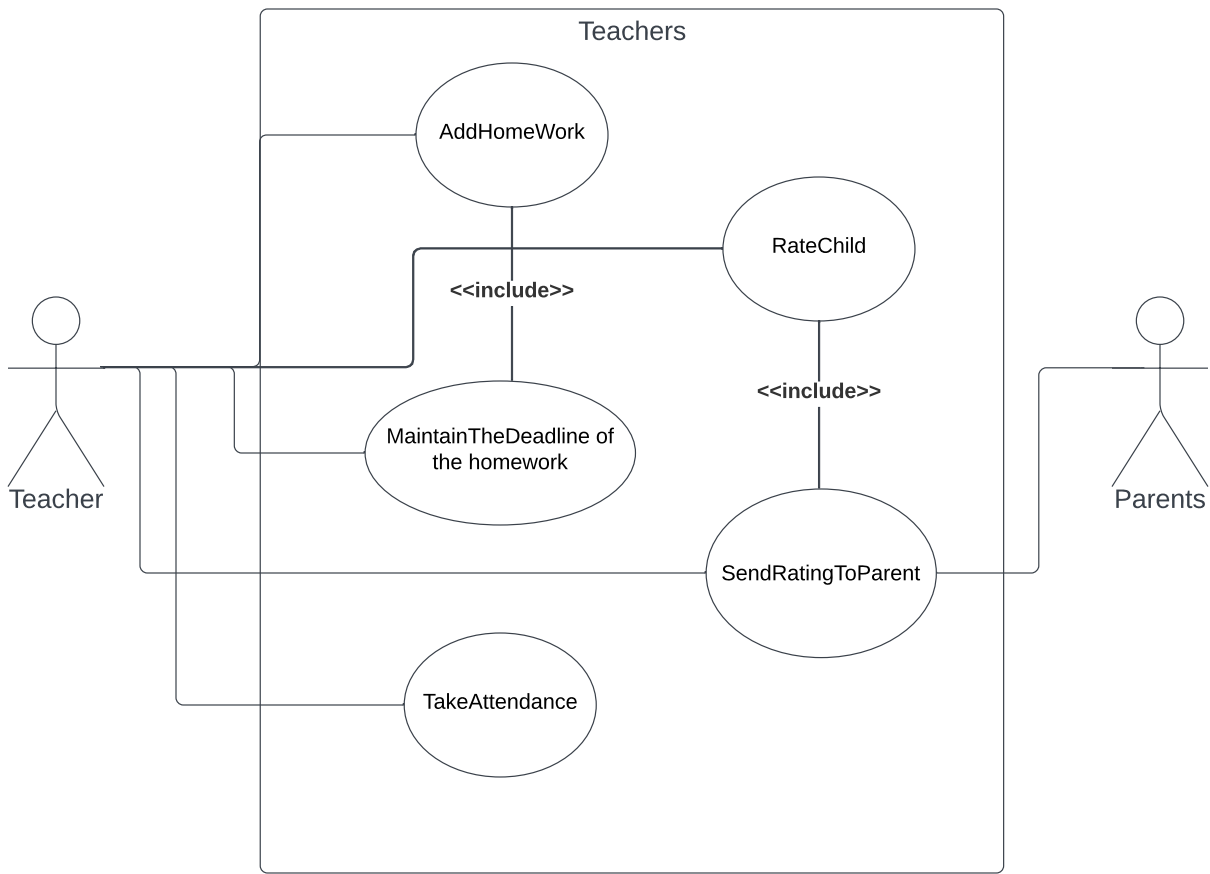 Teachers
AddHomeWork
RateChild
<<include>>
<<include>>
MaintainTheDeadline of
the homework
Teacher
Parents
SendRatingToParent
TakeAttendance